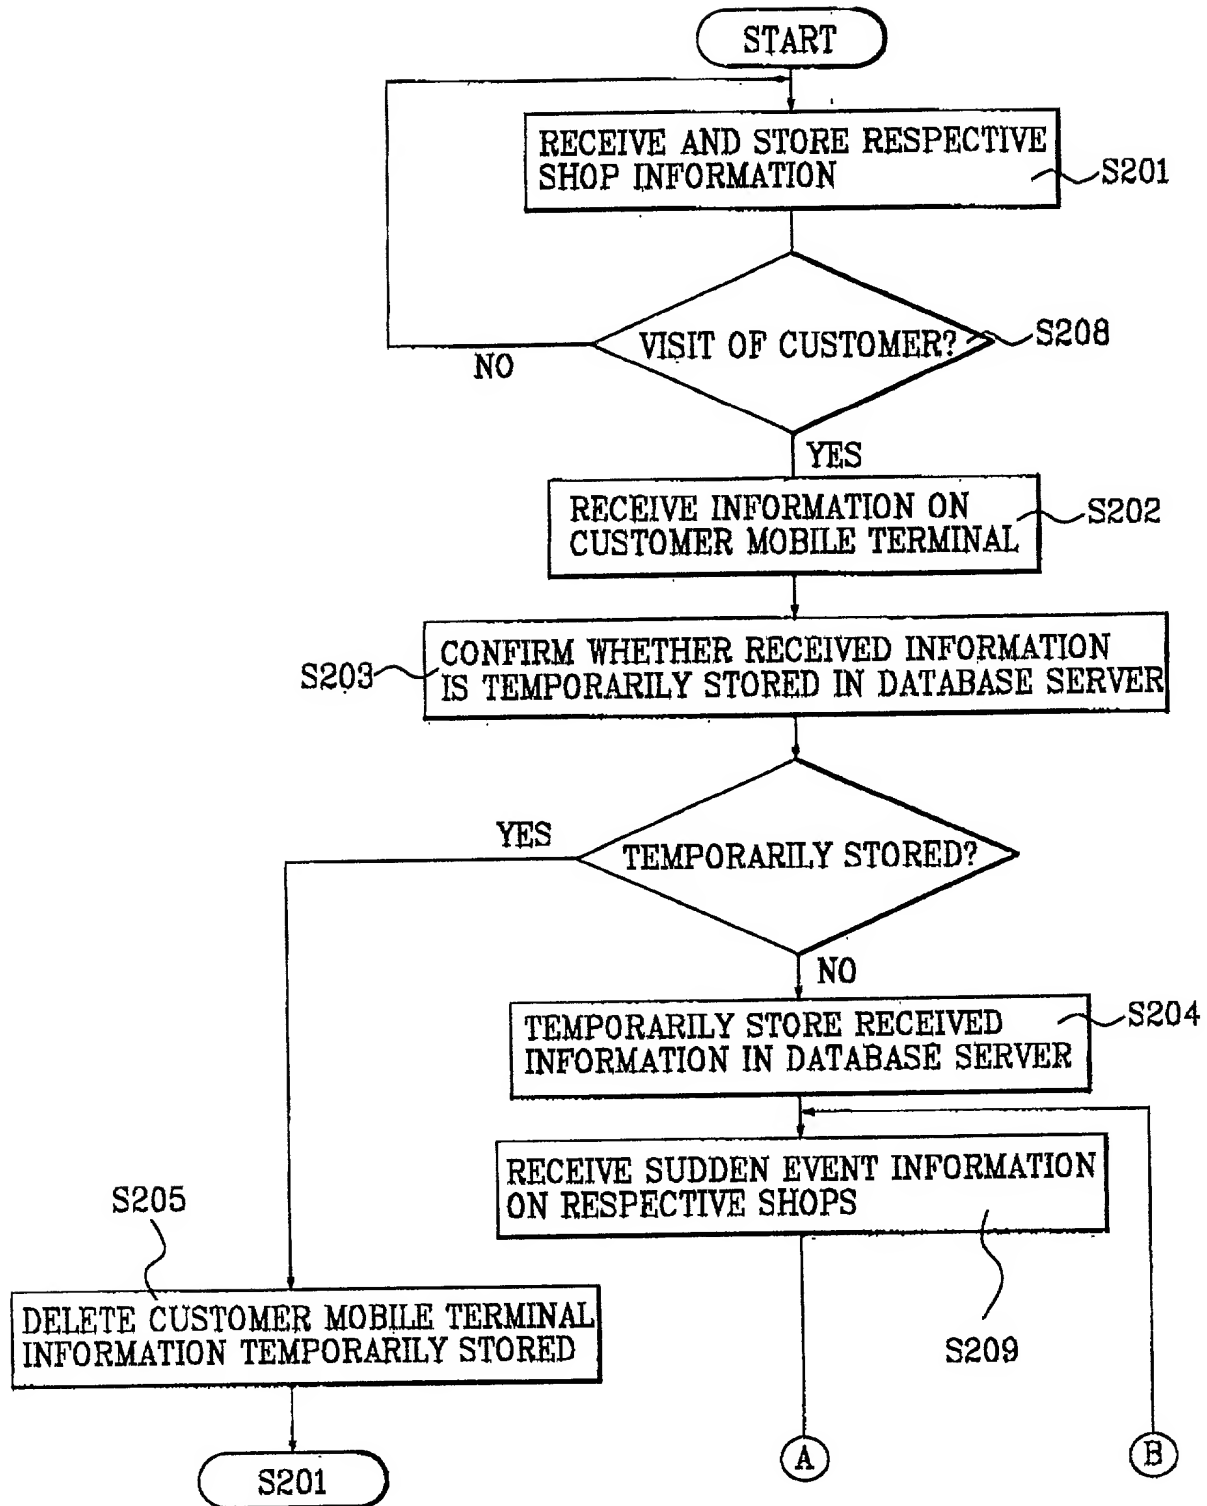 START
RECEIVE AND STORE RESPECTIVE
SHOP INFORMATION
S201
VISIT OF CUSTOMER?
S208
NO
YES
RECEIVE INFORMATION ON
CUSTOMER MOBILE TERMINAL
S202
S203
CONFIRM WHETHER RECEIVED INFORMATION
IS TEMPORARILY STORED IN DATABASE SERVER
YES
TEMPORARILY STORED?
NO
TEMPORARILY STORE RECEIVED
INFORMATION IN DATABASE SERVER
S204
RECEIVE SUDDEN EVENT INFORMATION
ON RESPECTIVE SHOPS
S209
S205
DELETE CUSTOMER MOBILE TERMINAL
INFORMATION TEMPORARILY STORED
S201
A
B